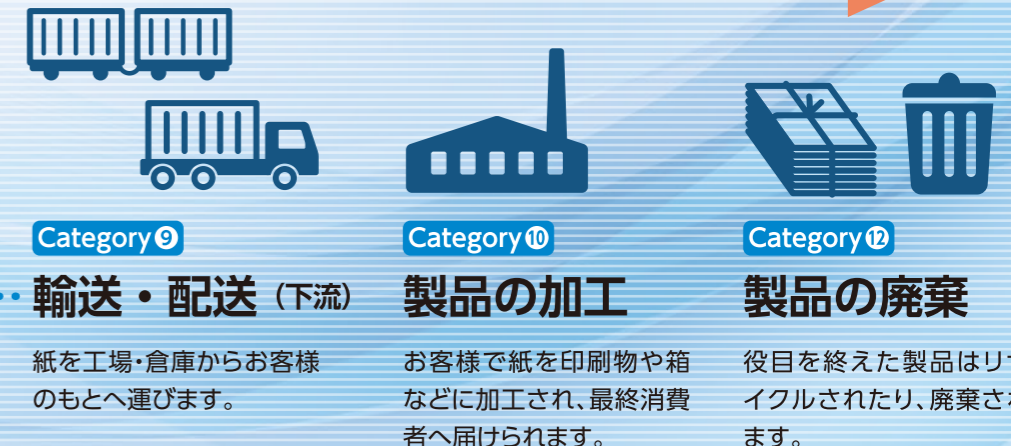 Category❾
輸送・配送（下流）
紙を工場・倉庫からお客様
のもとへ運びます。
Category❿
製品の加工
お客様で紙を印刷物や箱
などに加工され、最終消費
者へ届けられます。
Category⓬
製品の廃棄
役目を終えた製品はリサ
イクルされたり、廃棄され
ます。